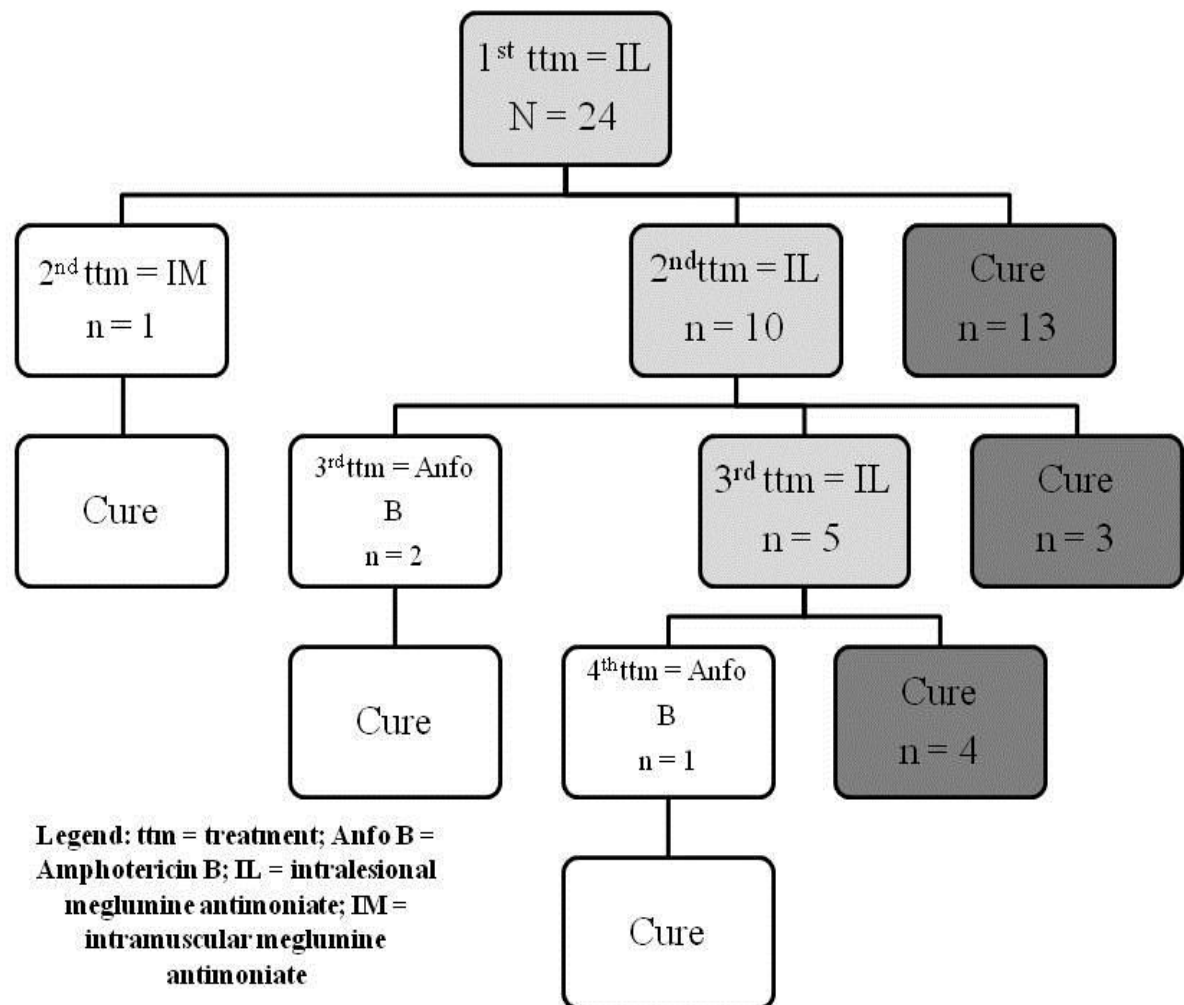 1st ttm = IL
N = 24
2nd ttm = IM
n = 1
2nd ttm = IL
n = 10
Cure
n = 13
Cure
3rd ttm = Anfo
B
n = 2
3rd ttm = IL
n = 5
Cure
n = 3
Cure
4th ttm = Anfo
B
n = 1
Cure
n = 4
Cure
Legend: ttm = treatment; Anfo B =
Amphotericin B; IL = intralesional
meglumine antimoniate; IM =
intramuscular meglumine
antimoniate